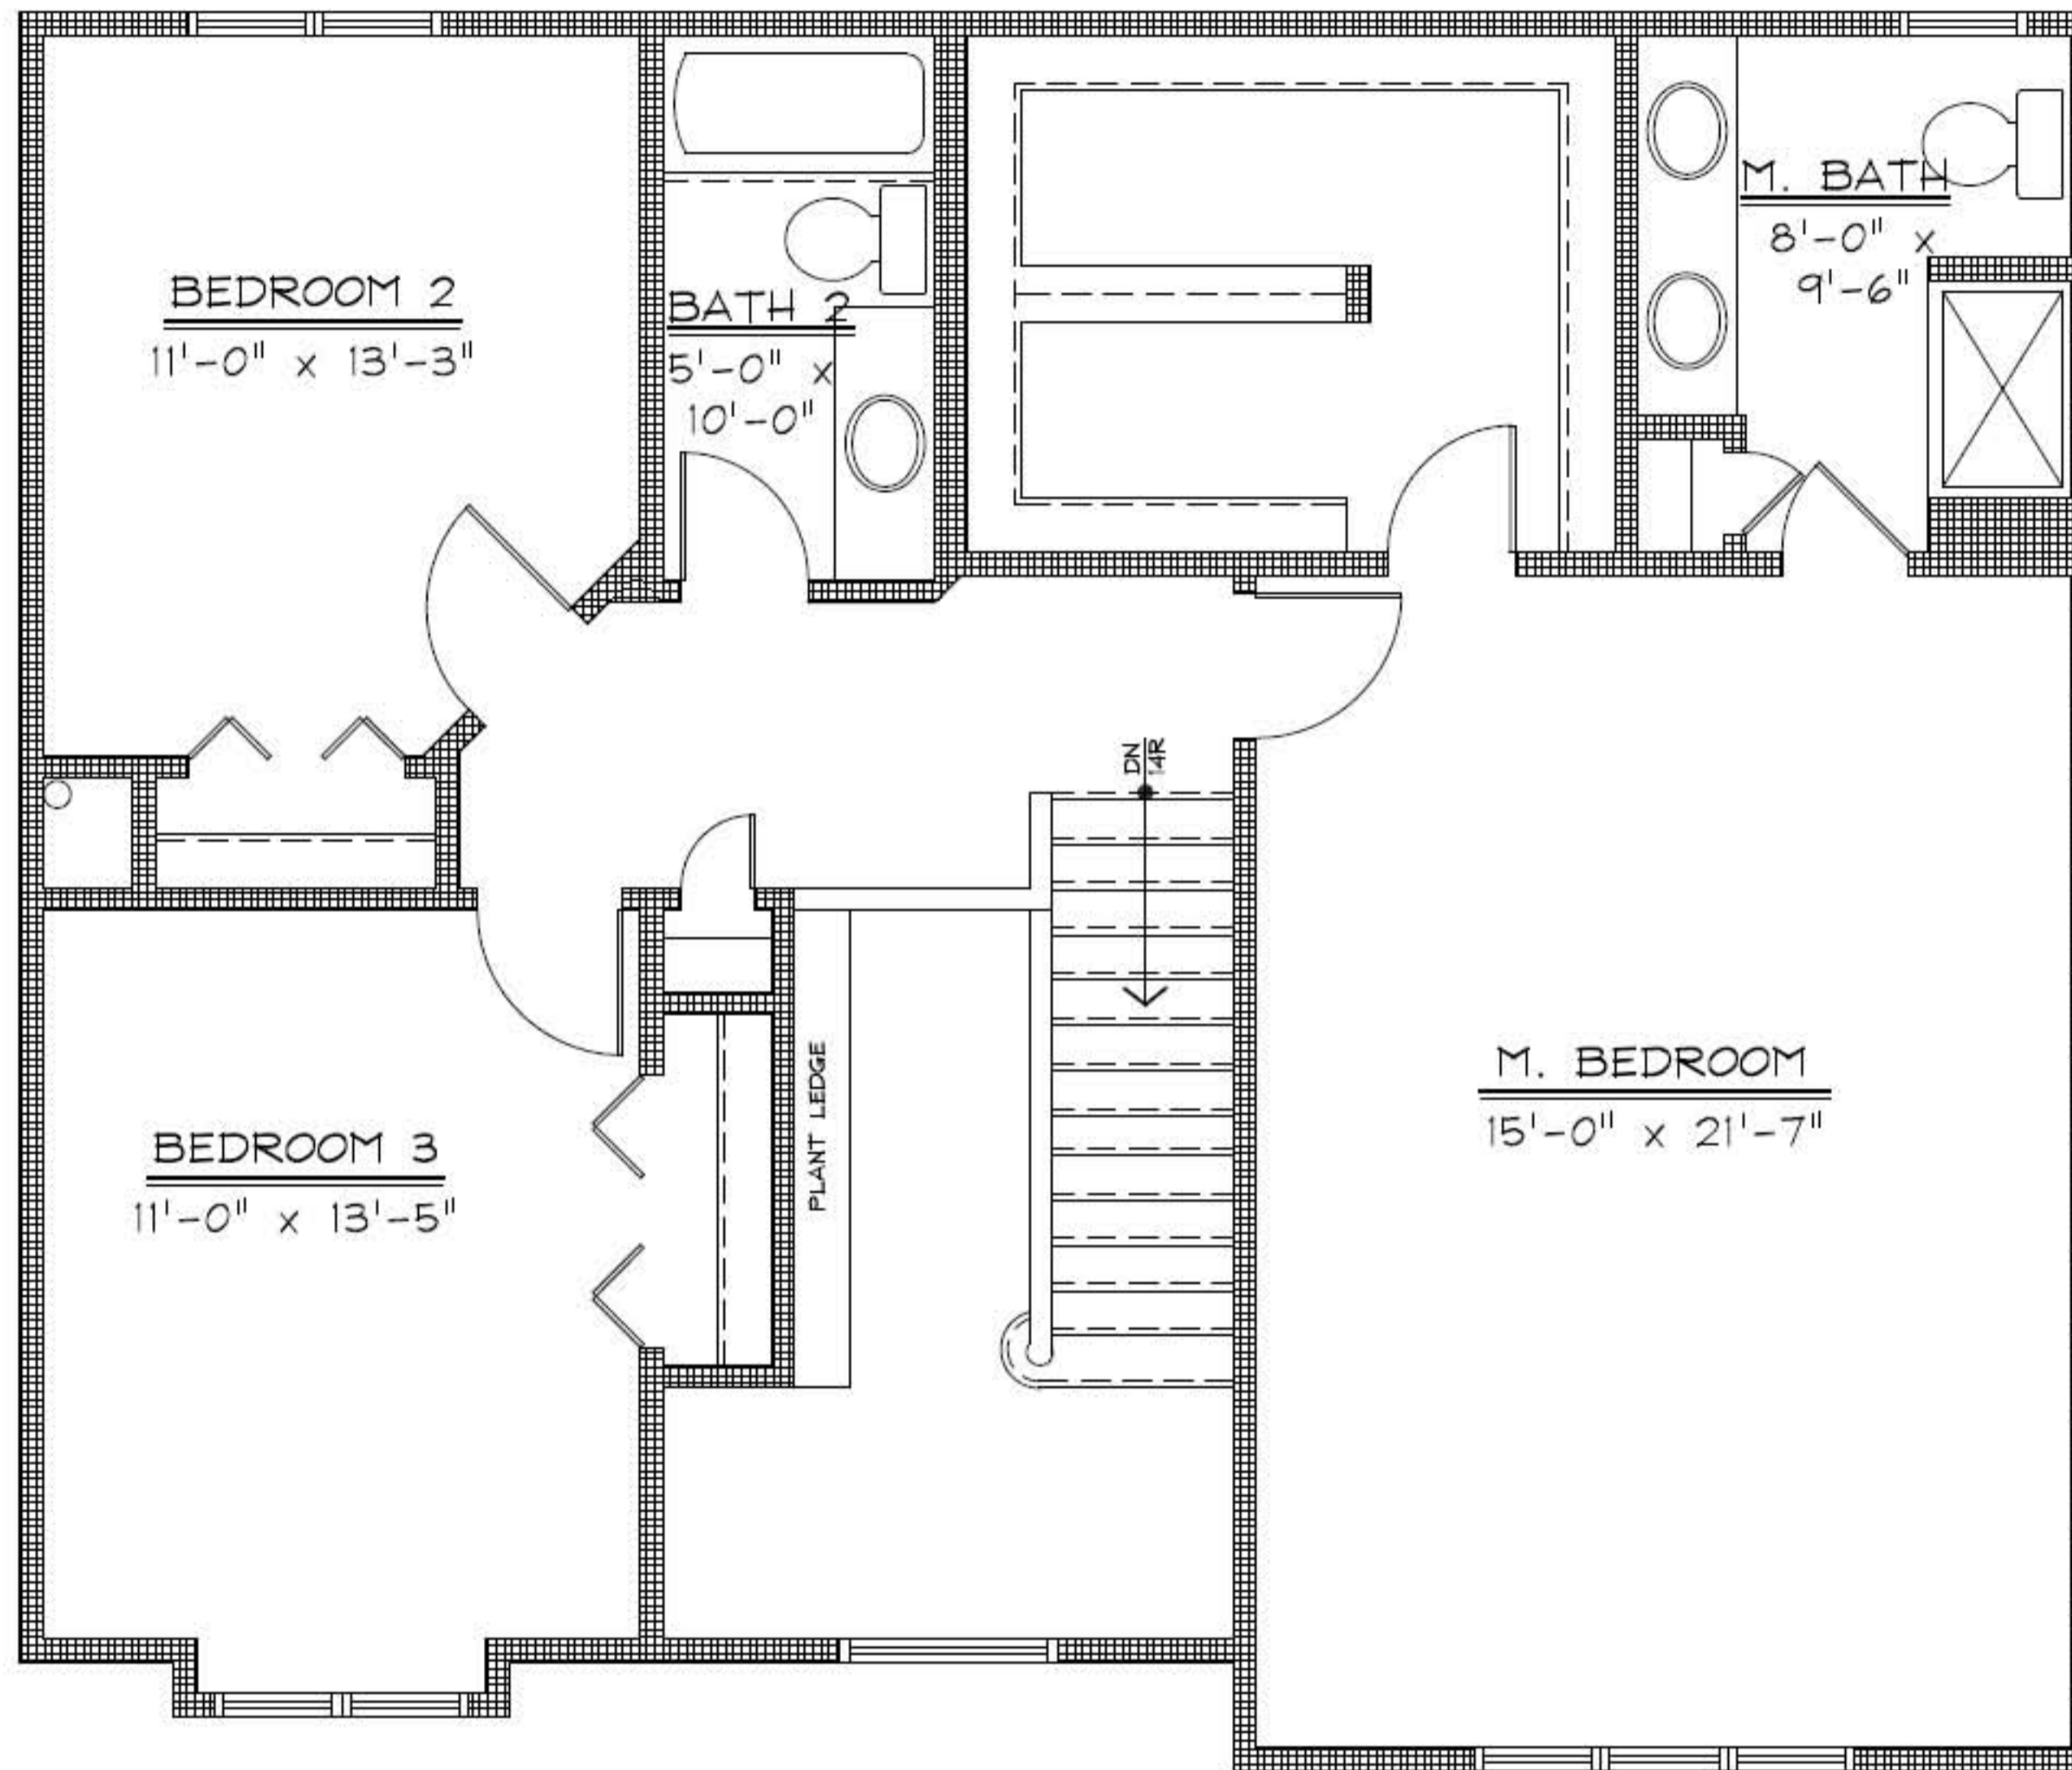 BEDROOM 2
11'-0" x 13'-3"
BATH 2
5'-0" x
10'-0"
M. BATH
8'-0" x
9'-6"
DN
14R
PLANT LEDGE
M. BEDROOM
15'-0" x 21'-7"
BEDROOM 3
11'-0" x 13'-5"